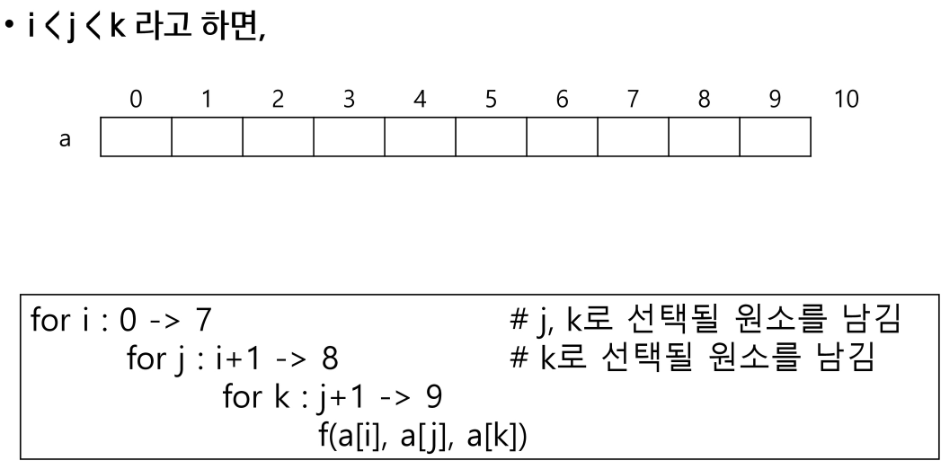 • i < j < k 라고 하면,
0 1 2 3 4 5 6 7 8 9 10
a
for i : 0 -> 7 # j, k로 선택될 원소를 남김
for j : i+1 -> 8 # k로 선택될 원소를 남김
for k : j+1 -> 9
f(a[i], a[j], a[k])